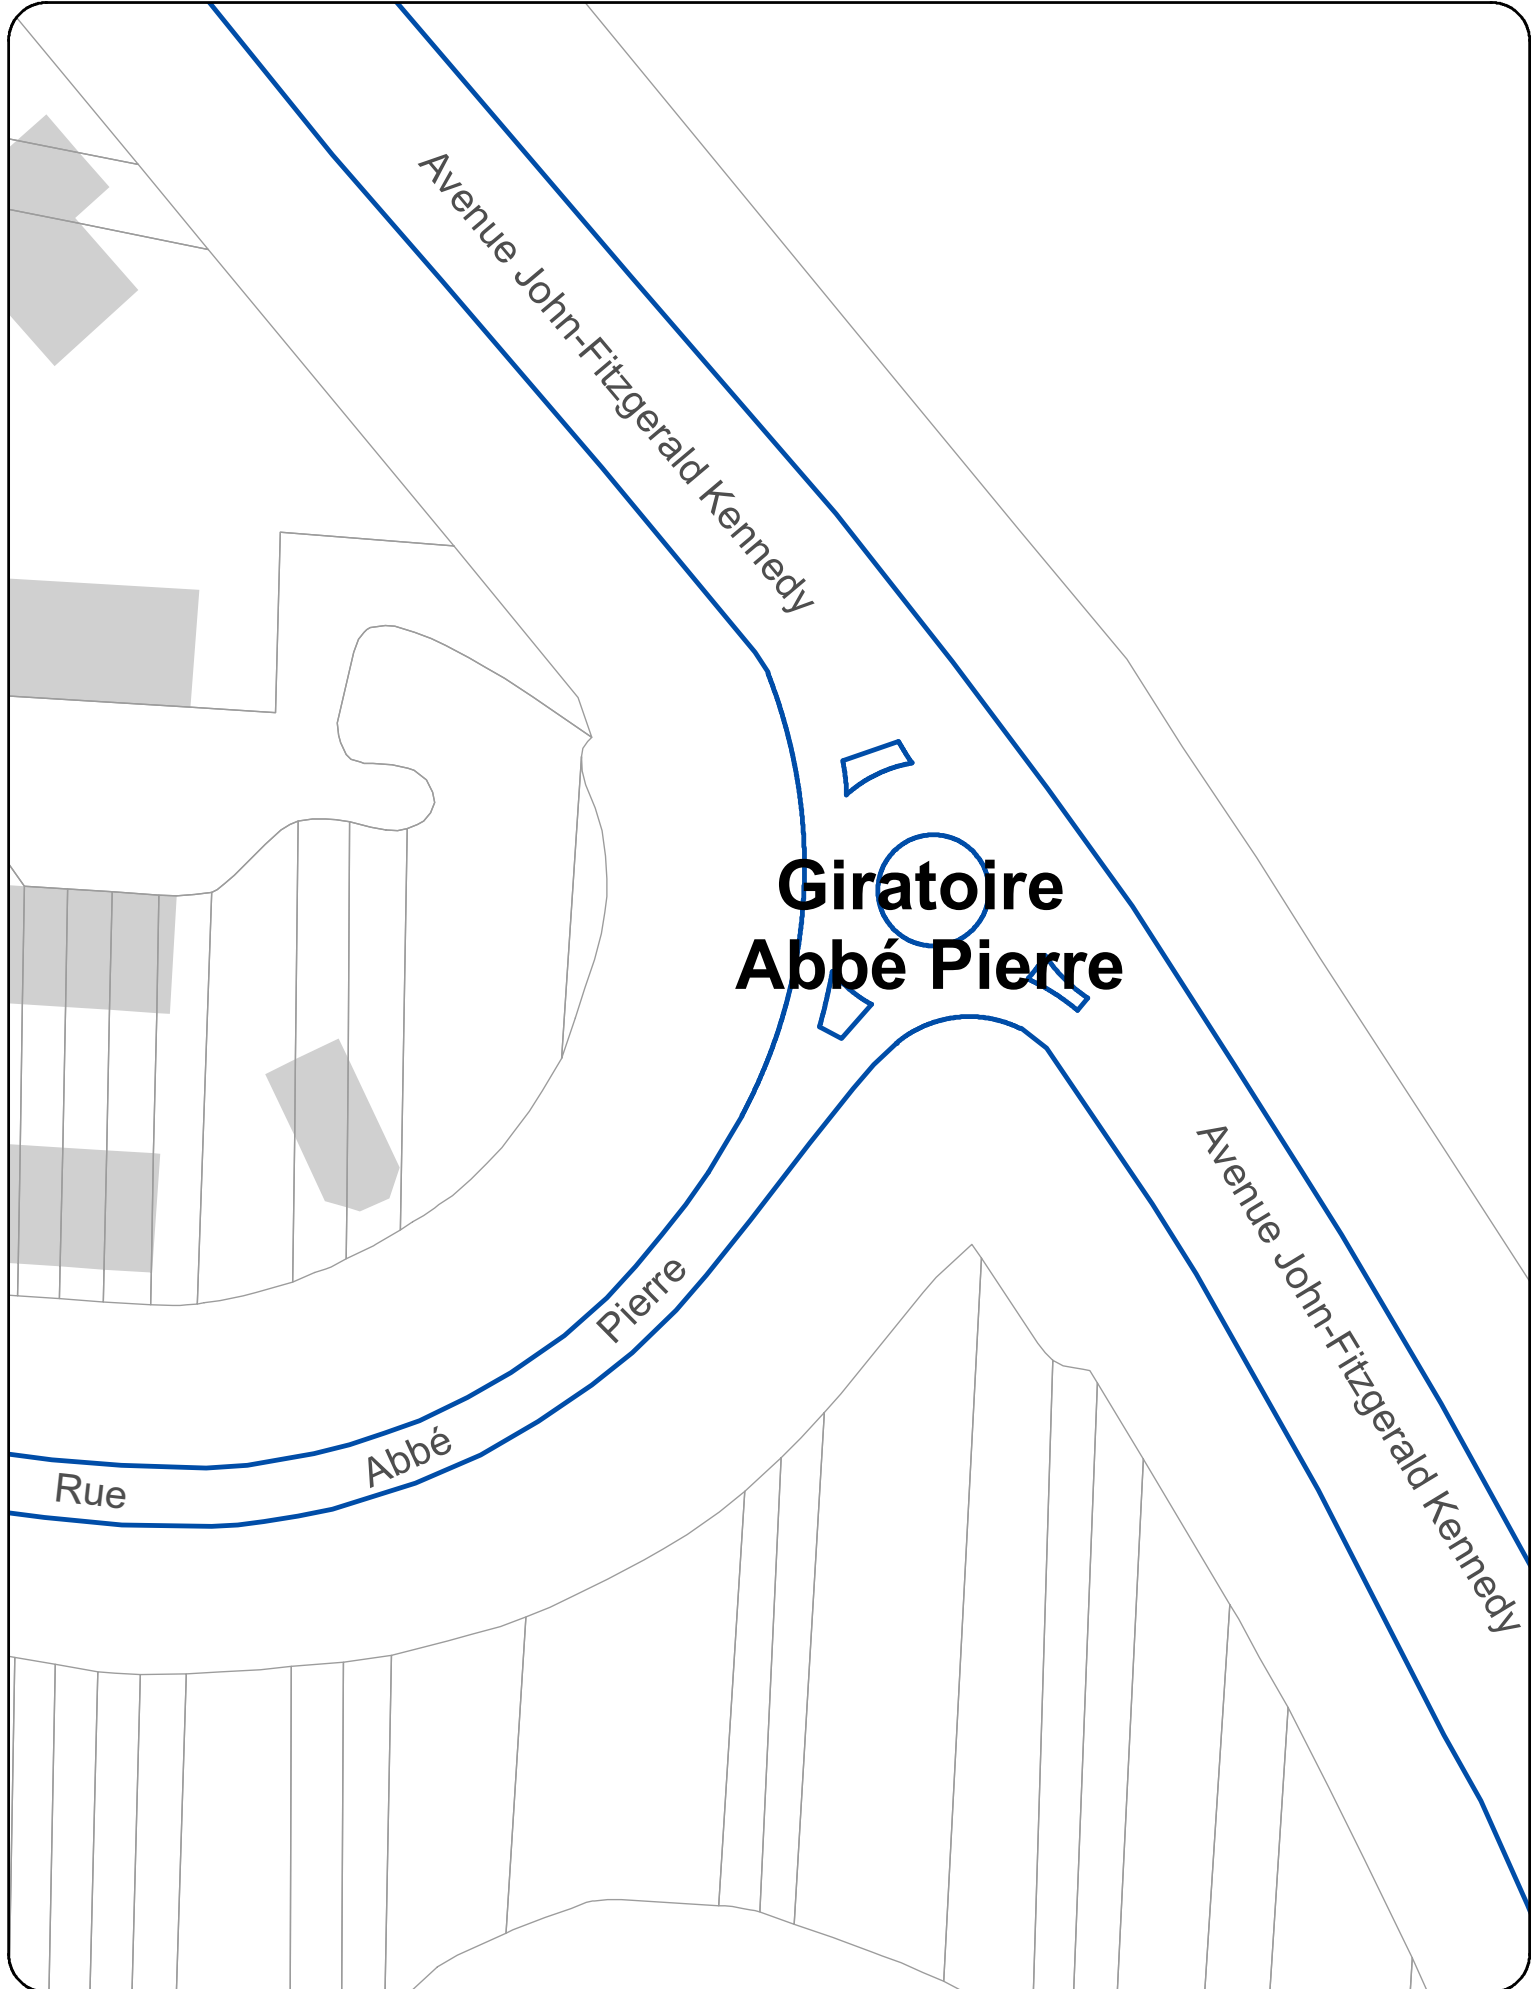 Avenue John-Fitzgerald Kennedy
Giratoire
Abbé Pierre
Avenue John-Fitzgerald Kennedy
Rue Abbé Pierre